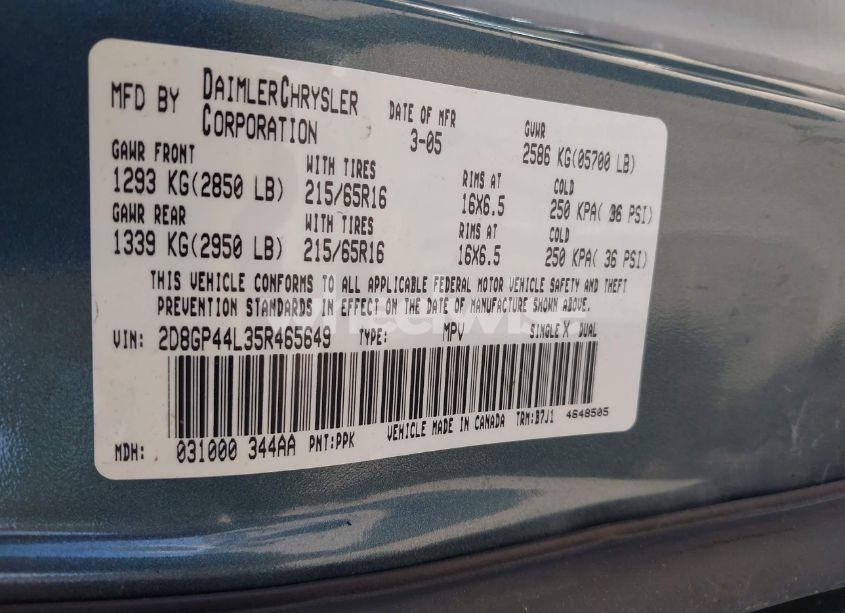 MFD BY DAIMLERCHRYSLER CORPORATION DATE OF MFR 3-05 GVWR 2586 KG(05700 LB)
GAWR FRONT WITH TIRES RIMS AT COLD
1293 KG(2850 LB) 215/65R16 16X6.5 250 KPA( 36 PSI)
GAWR REAR WITH TIRES RIMS AT COLD
1339 KG(2950 LB) 215/65R16 16X6.5 250 KPA( 36 PSI)
THIS VEHICLE CONFORMS TO ALL APPLICABLE FEDERAL MOTOR VEHICLE SAFETY AND THEFT
PREVENTION STANDARDS IN EFFECT ON THE DATE OF MANUFACTURE SHOWN ABOVE.
VIN: 2D8GP44L35R465649 TYPE: MPV SINGLE X DUAL
MDH: 031000 344AA PNT:PPK VEHICLE MADE IN CANADA TRM:B7J1 4648505